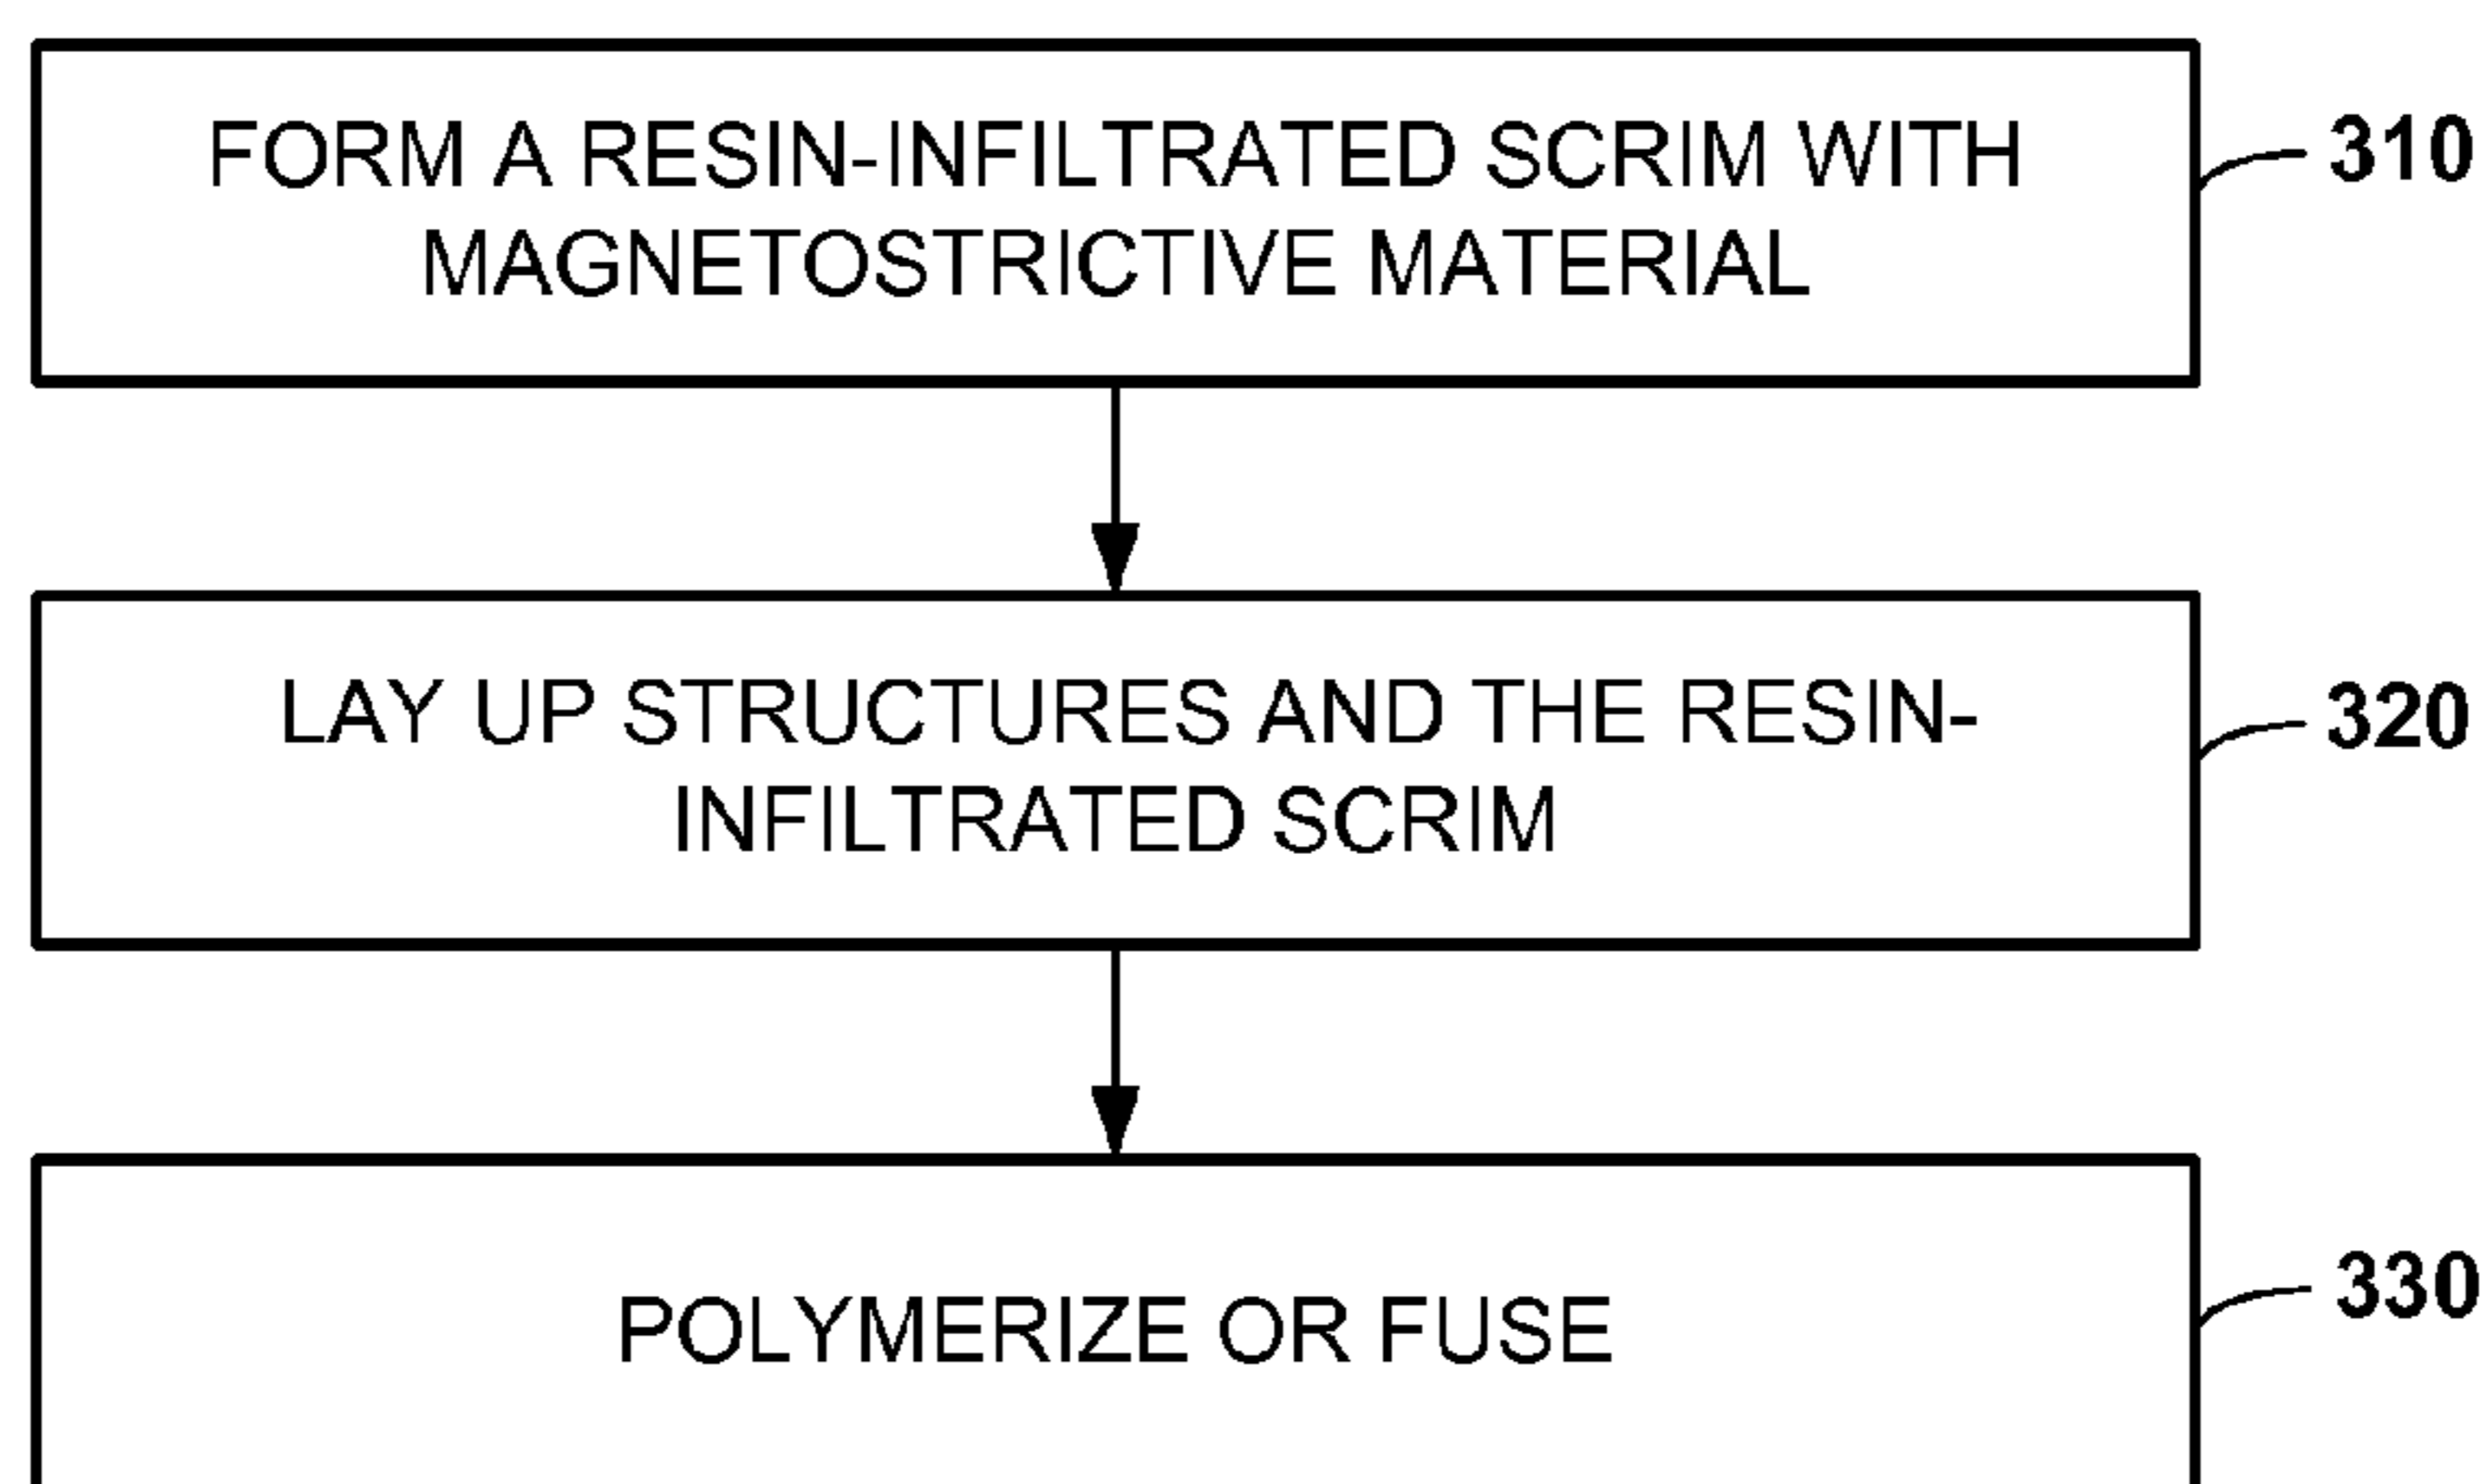 FORM A RESIN-INFILTRATED SCRIM WITH
MAGNETOSTRICTIVE MATERIAL
310
LAY UP STRUCTURES AND THE RESIN-
INFILTRATED SCRIM
320
POLYMERIZE OR FUSE
330